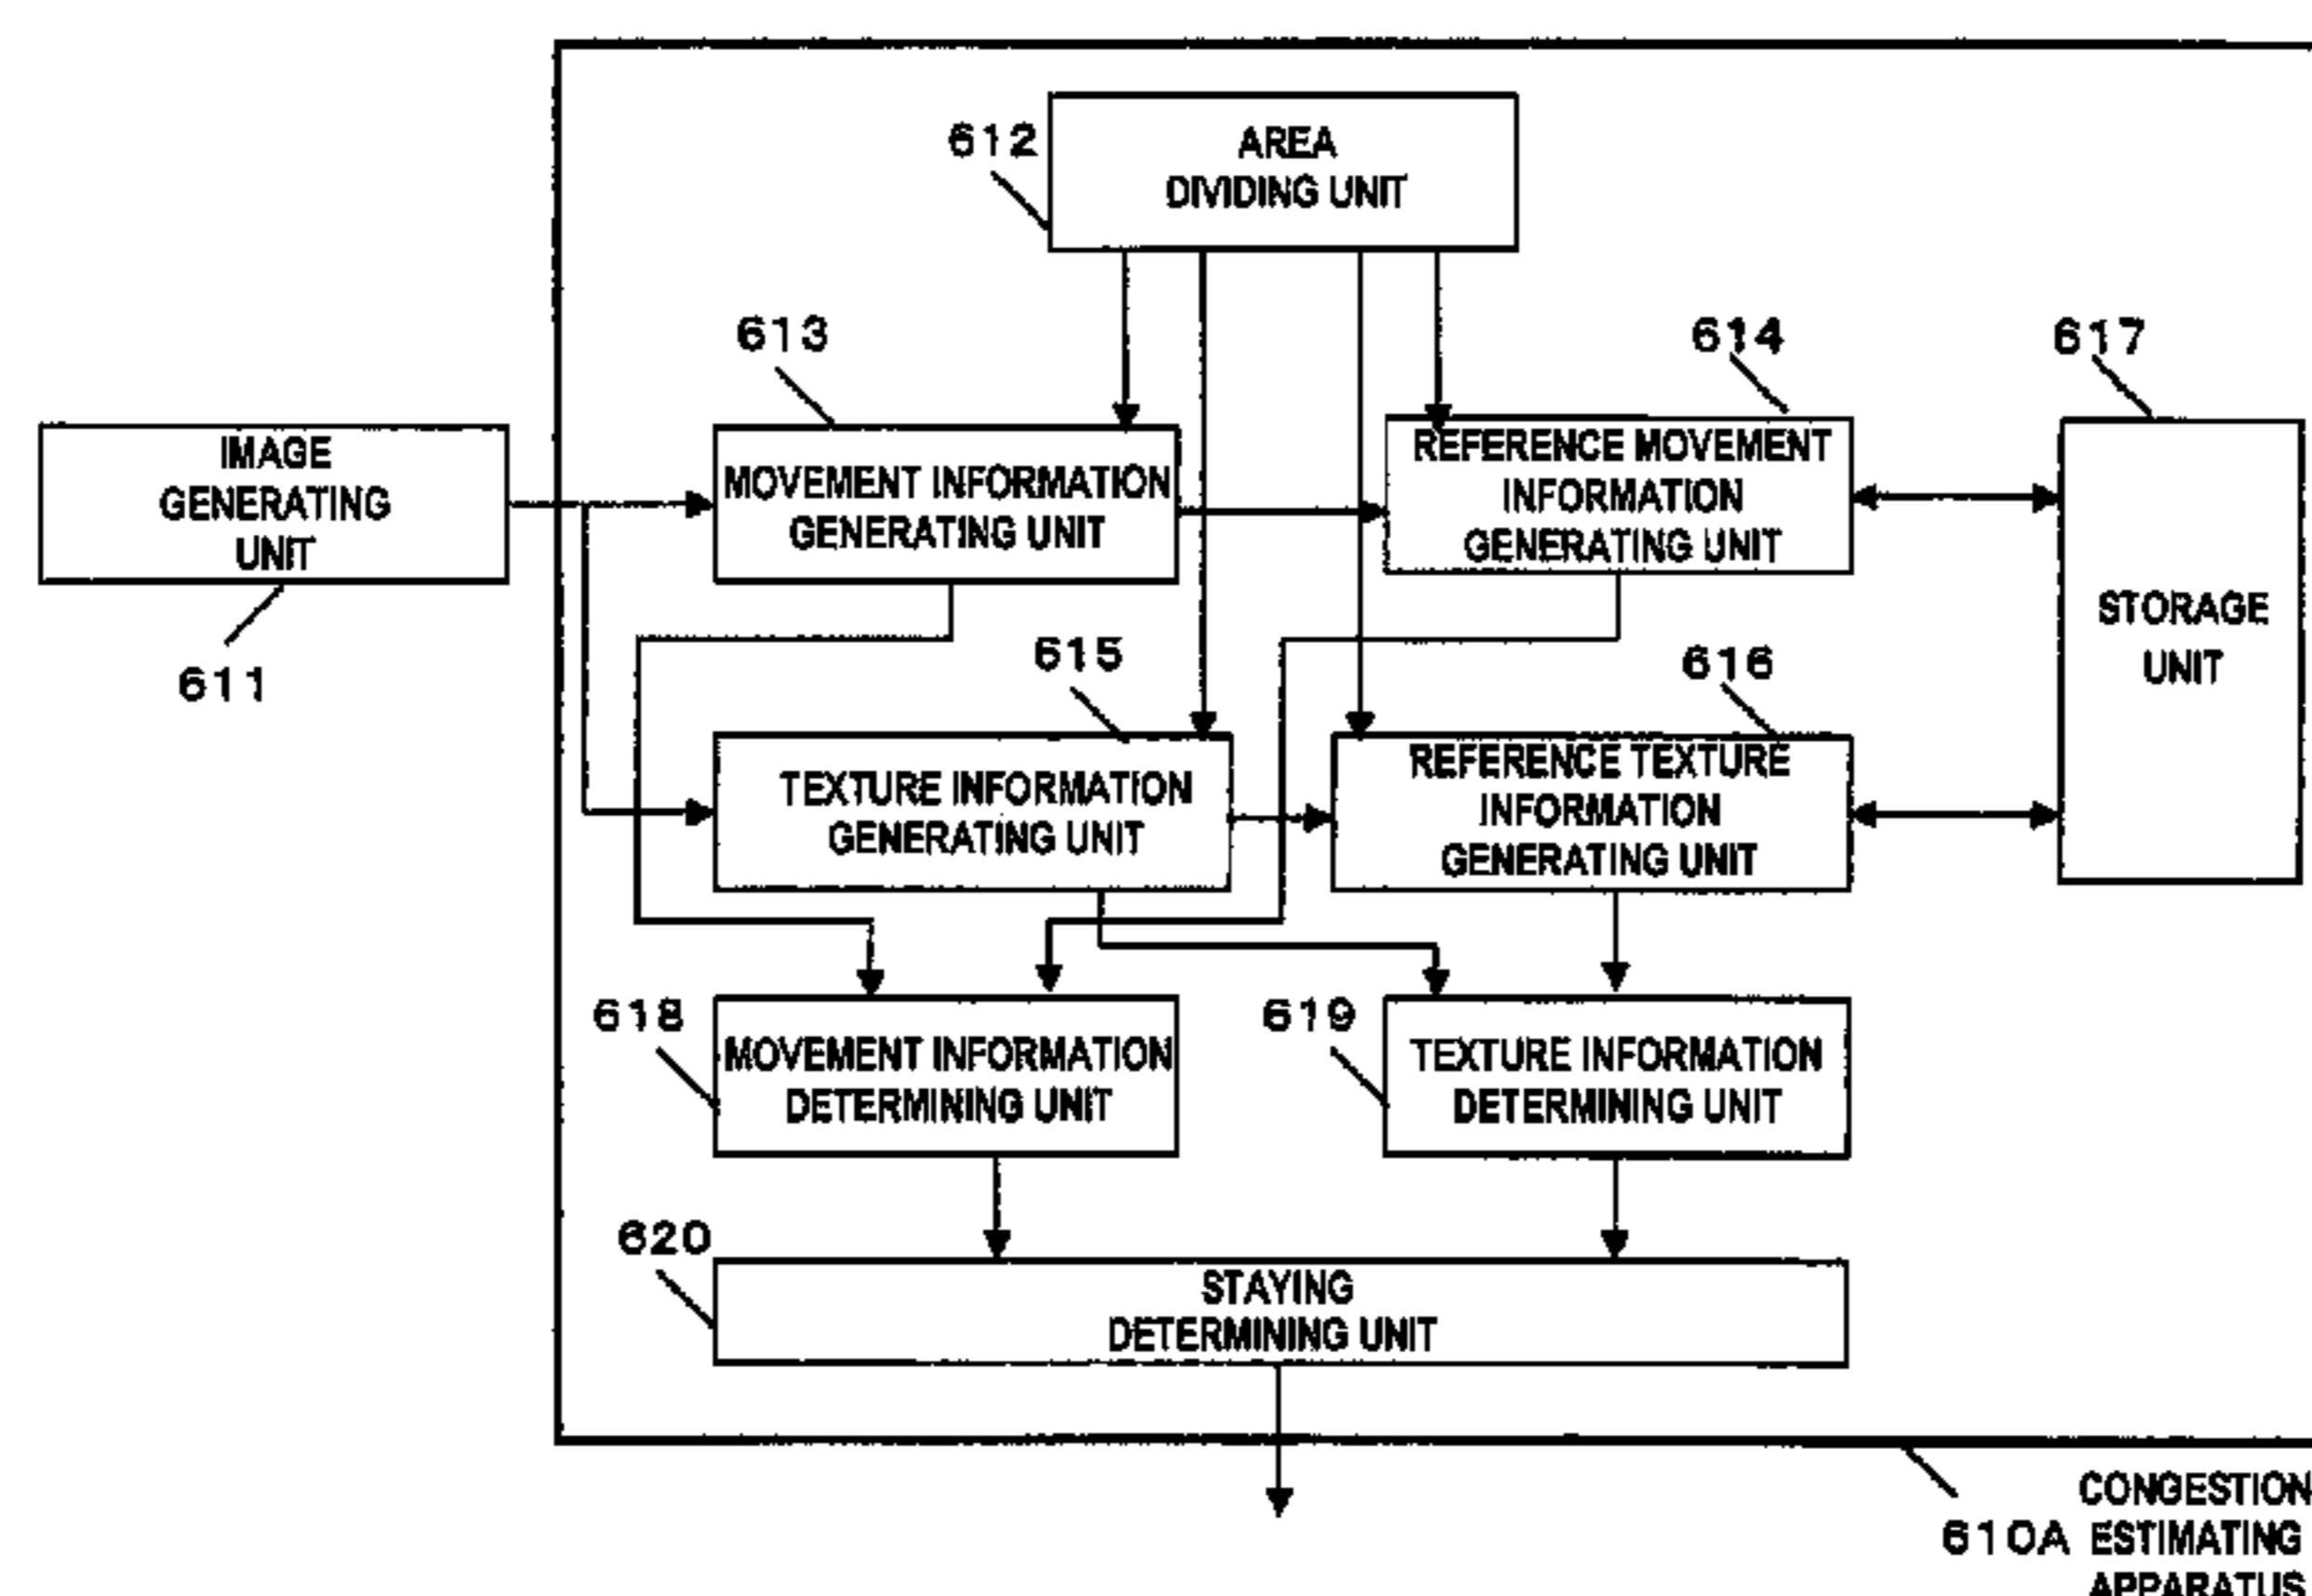 612
AREA
DIVIDING UNIT
613
614
617
IMAGE
GENERATING
UNIT
611
MOVEMENT INFORMATION
GENERATING UNIT
REFERENCE MOVEMENT
INFORMATION
GENERATING UNIT
STORAGE
UNIT
615
616
TEXTURE INFORMATION
GENERATING UNIT
REFERENCE TEXTURE
INFORMATION
GENERATING UNIT
618
MOVEMENT INFORMATION
DETERMINING UNIT
619
TEXTURE INFORMATION
DETERMINING UNIT
620
STAYING
DETERMINING UNIT
610A
CONGESTION
ESTIMATING
APPARATUS